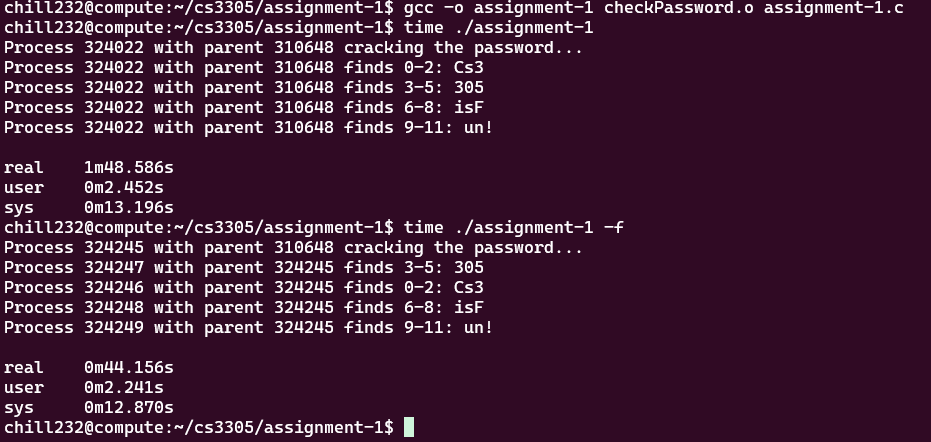 chill232@compute:~/cs3305/assignment-1$ gcc -o assignment-1 checkPassword.o assignment-1.c
chill232@compute:~/cs3305/assignment-1$ time ./assignment-1
Process 324022 with parent 310648 cracking the password...
Process 324022 with parent 310648 finds 0-2: Cs3
Process 324022 with parent 310648 finds 3-5: 305
Process 324022 with parent 310648 finds 6-8: isF
Process 324022 with parent 310648 finds 9-11: un!
real 1m48.586s
user 0m2.452s
sys 0m13.196s
chill232@compute:~/cs3305/assignment-1$ time ./assignment-1 -f
Process 324245 with parent 310648 cracking the password...
Process 324247 with parent 324245 finds 3-5: 305
Process 324246 with parent 324245 finds 0-2: Cs3
Process 324248 with parent 324245 finds 6-8: isF
Process 324249 with parent 324245 finds 9-11: un!
real 0m44.156s
user 0m2.241s
sys 0m12.870s
chill232@compute:~/cs3305/assignment-1$